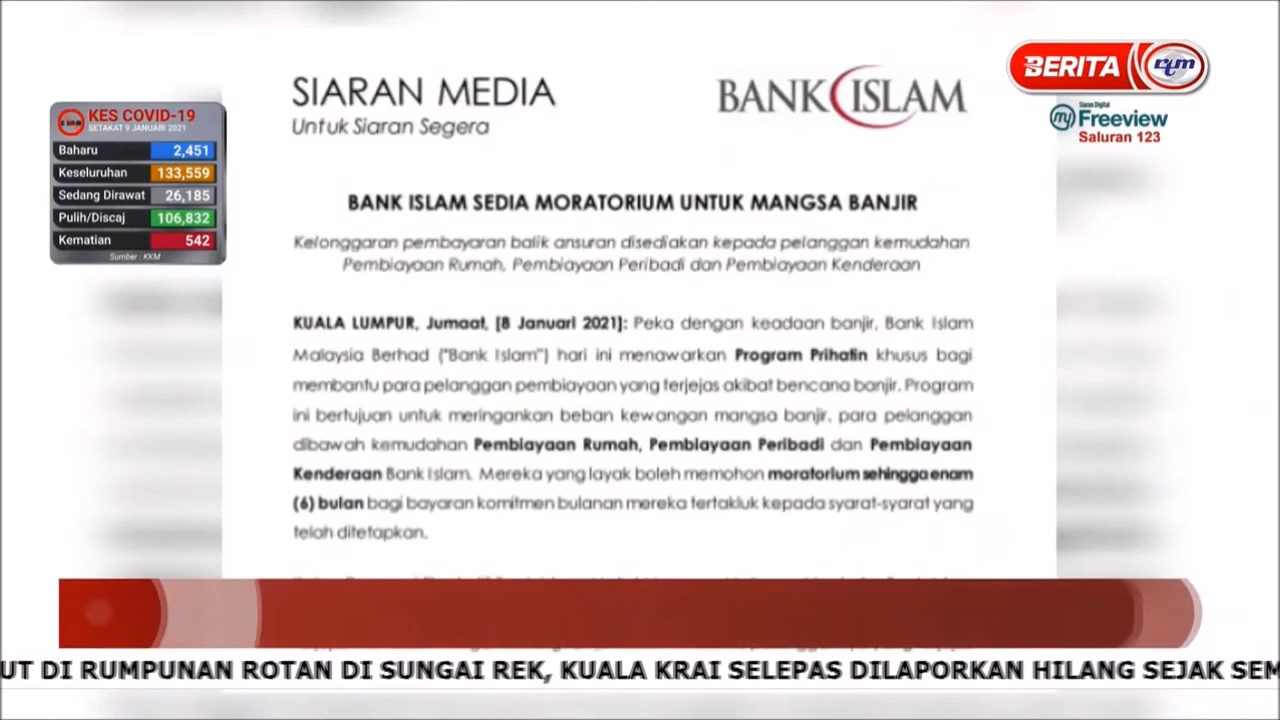 SIARAN MEDIA
Untuk Siaran Segera
BANK ISLAM
BERITA rtm
Siaran Digital
my Freeview
Saluran 123
KES COVID-19
SETAKAT 9 JANUARI 2021
Baharu 2,451
Keseluruhan 133,559
Sedang Dirawat 26,185
Pulih/Discaj 106,832
Kematian 542
Sumber : KKM
BANK ISLAM SEDIA MORATORIUM UNTUK MANGSA BANJIR
Kelonggaran pembayaran balik ansuran disediakan kepada pelanggan kemudahan
Pembiayaan Rumah, Pembiayaan Peribadi dan Pembiayaan Kenderaan
KUALA LUMPUR, Jumaat, [8 Januari 2021]: Peka dengan keadaan banjir, Bank Islam
Malaysia Berhad ("Bank Islam") hari ini menawarkan Program Prihatin khusus bagi
membantu para pelanggan pembiayaan yang terjejas akibat bencana banjir. Program
ini bertujuan untuk meringankan beban kewangan mangsa banjir, para pelanggan
dibawah kemudahan Pembiayaan Rumah, Pembiayaan Peribadi dan Pembiayaan
Kenderaan Bank Islam. Mereka yang layak boleh memohon moratorium sehingga enam
(6) bulan bagi bayaran komitmen bulanan mereka tertakluk kepada syarat-syarat yang
telah ditetapkan.
UT DI RUMPUNAN ROTAN DI SUNGAI REK, KUALA KRAI SELEPAS DILAPORKAN HILANG SEJAK SEM